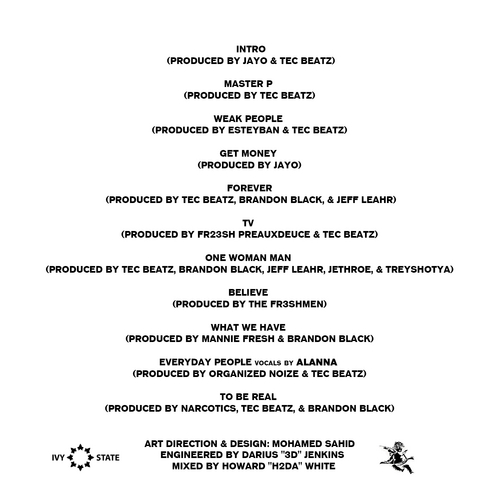 INTRO
(PRODUCED BY JAYO & TEC BEATZ)
MASTER P
(PRODUCED BY TEC BEATZ)
WEAK PEOPLE
(PRODUCED BY ESTEYBAN & TEC BEATZ)
GET MONEY
(PRODUCED BY JAYO)
FOREVER
(PRODUCED BY TEC BEATZ, BRANDON BLACK, & JEFF LEAHR)
TV
(PRODUCED BY FR23SH PREAUXDEUCE & TEC BEATZ)
ONE WOMAN MAN
(PRODUCED BY TEC BEATZ, BRANDON BLACK, JEFF LEAHR, JETHROE, & TREYSHOTYA)
BELIEVE
(PRODUCED BY THE FR3SHMEN)
WHAT WE HAVE
(PRODUCED BY MANNIE FRESH & BRANDON BLACK)
EVERYDAY PEOPLE VOCALS BY ALANNA
(PRODUCED BY ORGANIZED NOIZE & TEC BEATZ)
TO BE REAL
(PRODUCED BY NARCOTICS, TEC BEATZ, & BRANDON BLACK)
ART DIRECTION & DESIGN: MOHAMED SAHID
ENGINEERED BY DARIUS "3D" JENKINS
MIXED BY HOWARD "H2DA" WHITE
IVY STATE